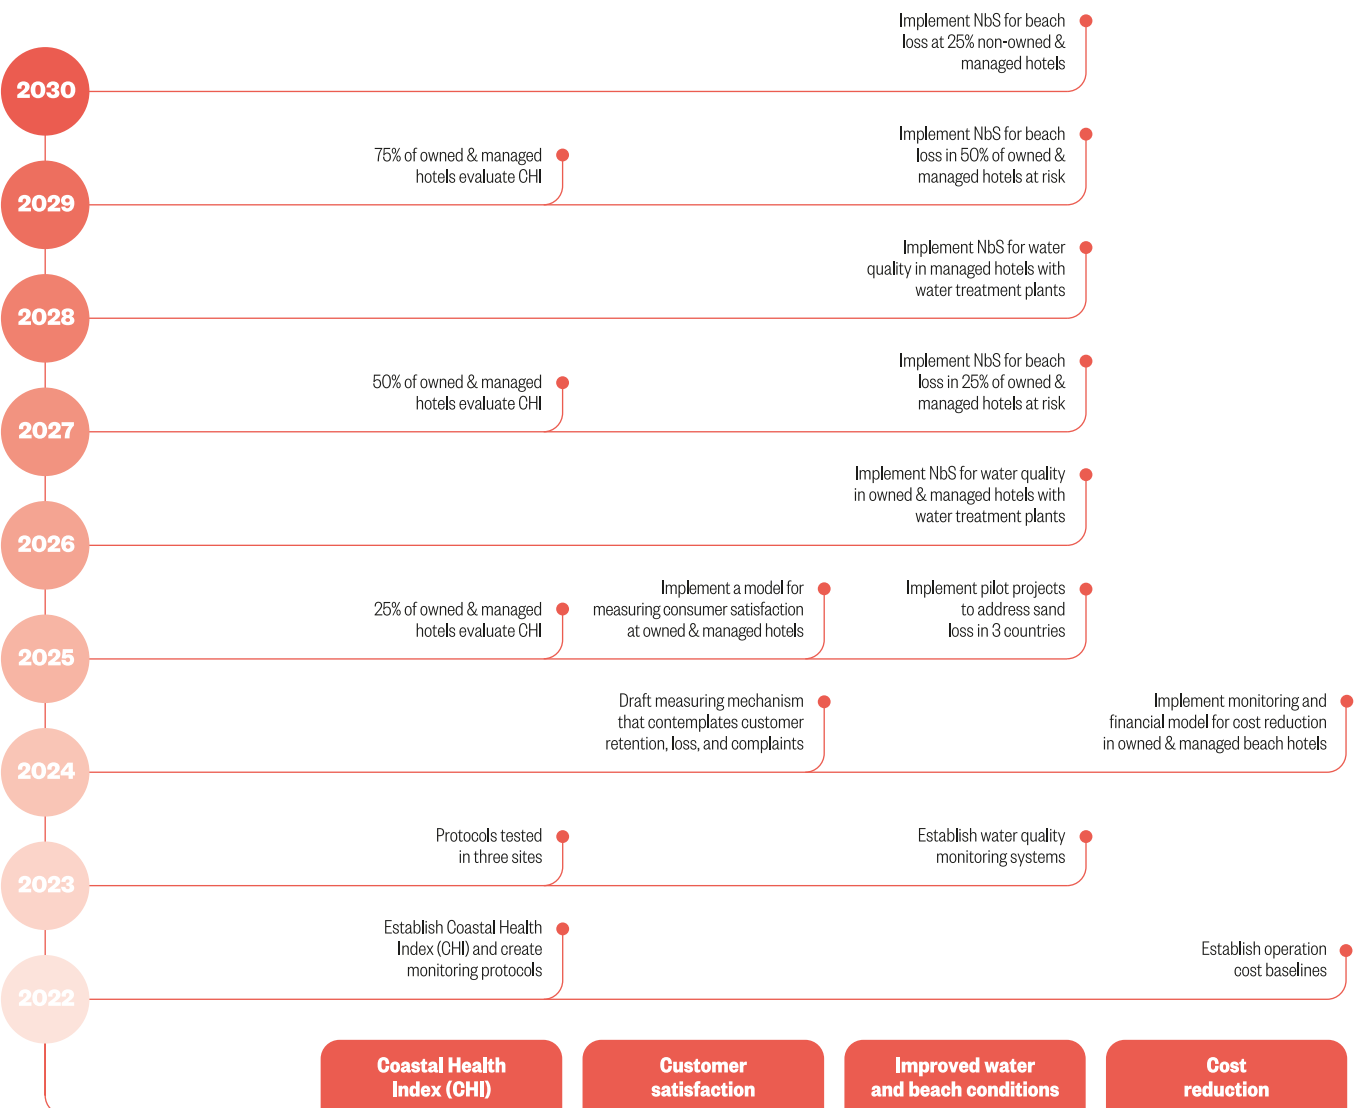 Implement NbS for beach
loss at 25% non-owned &
managed hotels
2030
75% of owned & managed
hotels evaluate CHI
Implement NbS for beach
loss in 50% of owned &
managed hotels at risk
2029
Implement NbS for water
quality in managed hotels with
water treatment plants
2028
50% of owned & managed
hotels evaluate CHI
Implement NbS for beach
loss in 25% of owned &
managed hotels at risk
2027
Implement NbS for water quality
in owned & managed hotels with
water treatment plants
2026
25% of owned & managed
hotels evaluate CHI
Implement a model for
measuring consumer satisfaction
at owned & managed hotels
Implement pilot projects
to address sand
loss in 3 countries
2025
Draft measuring mechanism
that contemplates customer
retention, loss, and complaints
Implement monitoring and
financial model for cost reduction
in owned & managed beach hotels
2024
Protocols tested
in three sites
Establish water quality
monitoring systems
2023
Establish Coastal Health
Index (CHI) and create
monitoring protocols
Establish operation
cost baselines
2022
Coastal Health
Index (CHI)
Customer
satisfaction
Improved water
and beach conditions
Cost
reduction